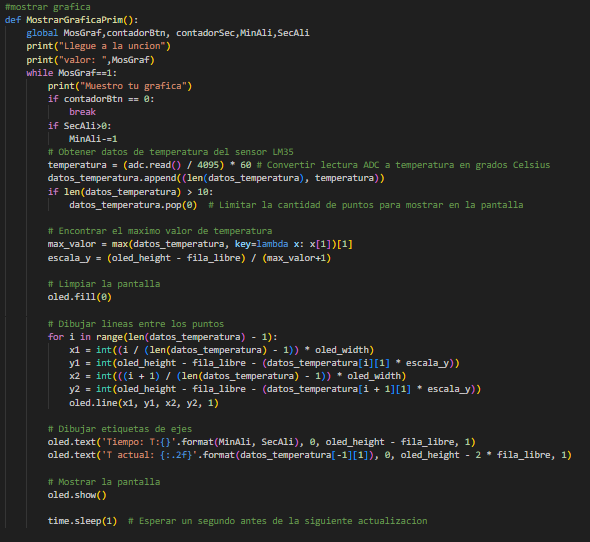 #mostrar grafica
def MostrarGraficaPrim():
    global MosGraf,contadorBtn, contadorSec,MinAli,SecAli
    print("Llegue a la uncion")
    print("valor: ",MosGraf)
    while MosGraf==1:
        print("Muestro tu grafica")
        if contadorBtn == 0:
            break
        if SecAli>0:
            MinAli-=1
        # Obtener datos de temperatura del sensor LM35
        temperatura = (adc.read() / 4095) * 60 # Convertir lectura ADC a temperatura en grados Celsius
        datos_temperatura.append((len(datos_temperatura), temperatura))
        if len(datos_temperatura) > 10:
            datos_temperatura.pop(0)  # Limitar la cantidad de puntos para mostrar en la pantalla

        # Encontrar el maximo valor de temperatura
        max_valor = max(datos_temperatura, key=lambda x: x[1])[1]
        escala_y = (oled_height - fila_libre) / (max_valor+1)

        # Limpiar la pantalla
        oled.fill(0)

        # Dibujar lineas entre los puntos
        for i in range(len(datos_temperatura) - 1):
            x1 = int((i / (len(datos_temperatura) - 1)) * oled_width)
            y1 = int(oled_height - fila_libre - (datos_temperatura[i][1] * escala_y))
            x2 = int(((i + 1) / (len(datos_temperatura) - 1)) * oled_width)
            y2 = int(oled_height - fila_libre - (datos_temperatura[i + 1][1] * escala_y))
            oled.line(x1, y1, x2, y2, 1)

        # Dibujar etiquetas de ejes
        oled.text('Tiempo: T:{}'.format(MinAli, SecAli), 0, oled_height - fila_libre, 1)
        oled.text('T actual: {:.2f}'.format(datos_temperatura[-1][1]), 0, oled_height - 2 * fila_libre, 1)

        # Mostrar la pantalla
        oled.show()

        time.sleep(1)  # Esperar un segundo antes de la siguiente actualizacion